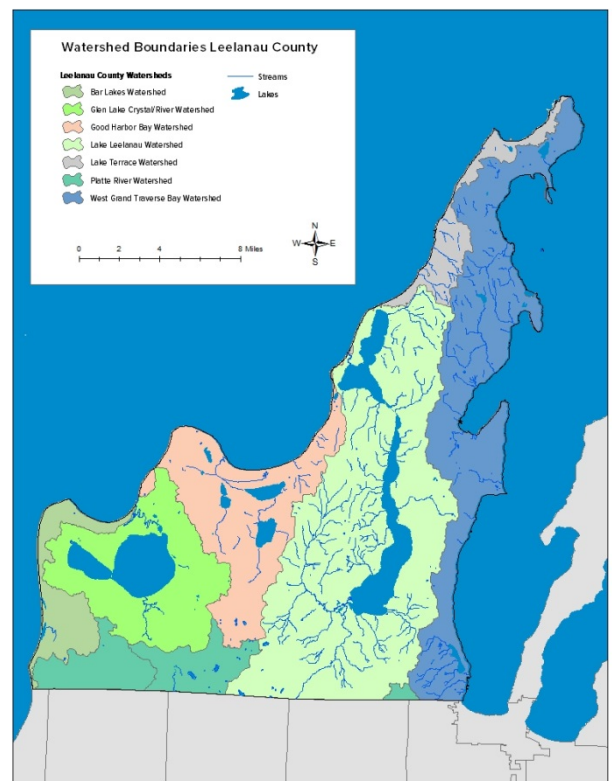 Watershed Boundaries Leelanau County
Leelanau County Watersheds
Bar Lakes Watershed
Glen Lake Crystal/River Watershed
Good Harbor Bay Watershed
Lake Leelanau Watershed
Lake Terrace Watershed
Platte River Watershed
West Grand Traverse Bay Watershed
Streams
Lakes
0 2 4 8 Miles
N
W E
S